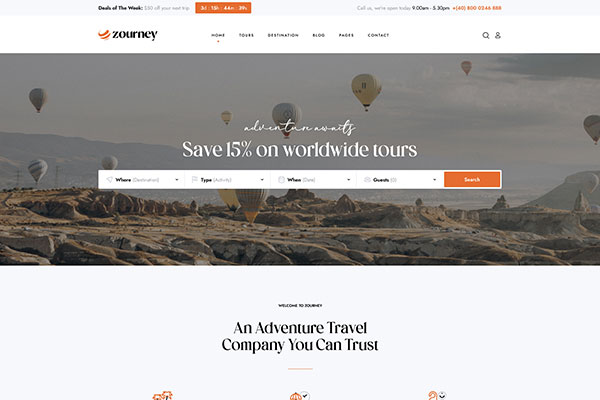 Deals of The Week: $80 off your next trip
3d : 15h : 44m : 39s
Call us, we're open today 9.00am - 5.30pm +(40) 800 0246 888
zourney
HOME TOURS DESTINATION BLOG PAGES CONTACT
adventure awaits
Save 15% on worldwide tours
Where (Destination) Type (Activity) When (Date) Guests (0) Search
WELCOME TO ZOURNEY
An Adventure Travel
Company You Can Trust